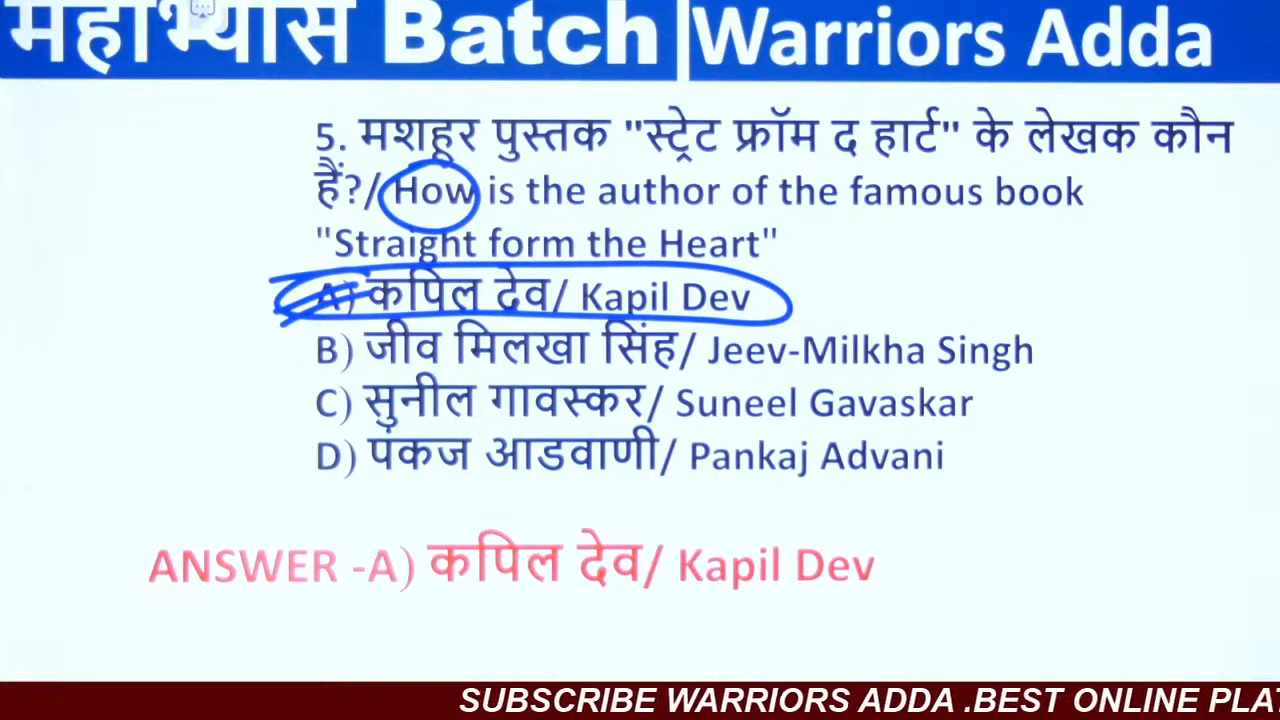 महाभ्यास Batch Warriors Adda
5. मशहूर पुस्तक "स्ट्रेट फ्रॉम द हार्ट" के लेखक कौन
हैं?/ How is the author of the famous book
"Straight form the Heart"
A) कपिल देव/ Kapil Dev
B) जीव मिलखा सिंह/ Jeev-Milkha Singh
C) सुनील गावस्कर/ Suneel Gavaskar
D) पंकज आडवाणी/ Pankaj Advani
ANSWER -A) कपिल देव/ Kapil Dev
SUBSCRIBE WARRIORS ADDA .BEST ONLINE PLAT